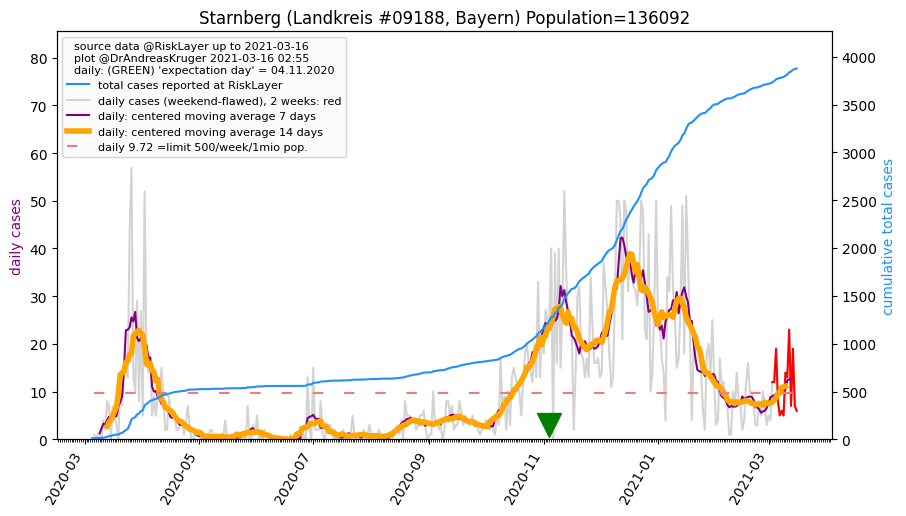 Starnberg (Landkreis #09188, Bayern) Population=136092
source data @RiskLayer up to 2021-03-16
plot @DrAndreasKruger 2021-03-16 02:55
daily: (GREEN) 'expectation day' = 04.11.2020
total cases reported at RiskLayer
daily cases (weekend-flawed), 2 weeks: red
daily: centered moving average 7 days
daily: centered moving average 14 days
daily 9.72 =limit 500/week/1mio pop.
daily cases
80
70
60
50
40
30
20
10
0
cumulative total cases
4000
3500
3000
2500
2000
1500
1000
500
0
2020-03
2020-05
2020-07
2020-09
2020-11
2021-01
2021-03